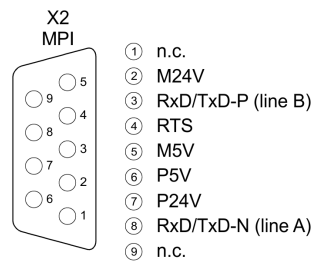 X2
MPI
5
9
4
8
3
7
2
6
1
1 n.c.
2 M24V
3 RxD/TxD-P (line B)
4 RTS
5 M5V
6 P5V
7 P24V
8 RxD/TxD-N (line A)
9 n.c.